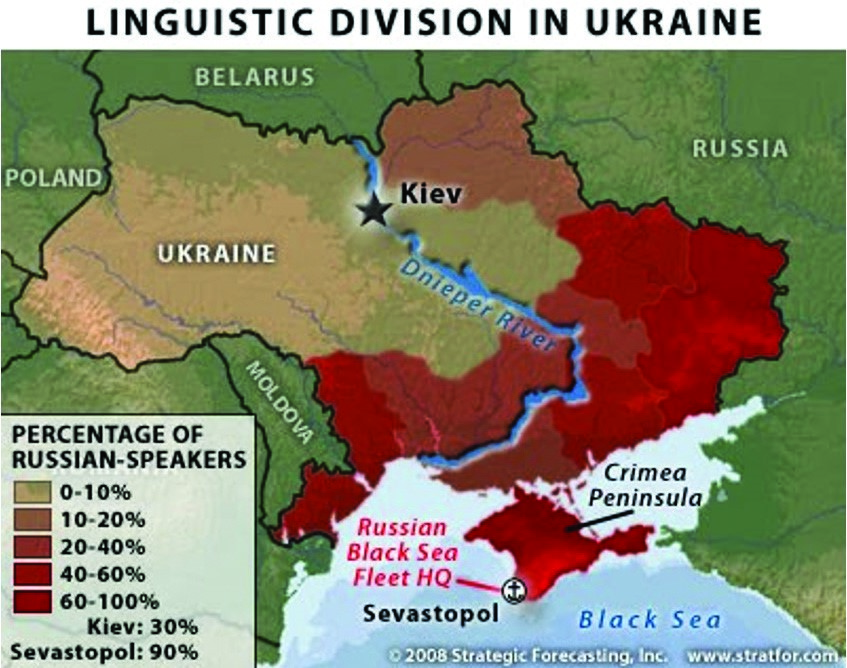 LINGUISTIC DIVISION IN UKRAINE
BELARUS
RUSSIA
POLAND
Kiev
UKRAINE
Dnieper River
MOLDOVA
PERCENTAGE OF
RUSSIAN-SPEAKERS
0-10%
10-20%
20-40%
40-60%
60-100%
Kiev: 30%
Sevastopol: 90%
Crimea
Peninsula
Russian
Black Sea
Fleet HQ
Sevastopol
Black Sea
© 2008 Strategic Forecasting, Inc. www.stratfor.com